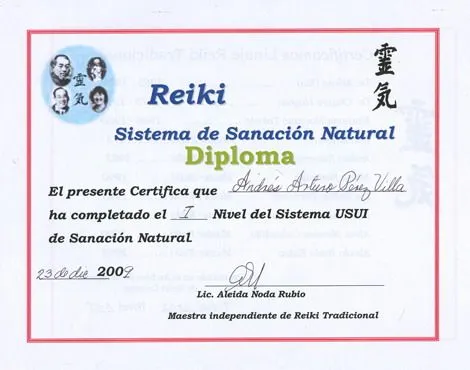 靈
氣
靈
氣
Reiki
Sistema de Sanación Natural
Diploma
El presente Certifica que Andrés Arturo Pérez Villa
ha completado el I Nivel del Sistema USUI
de Sanación Natural
23 de dic 2009
Lic. Aleida Noda Rubio
Maestra independiente de Reiki Tradicional